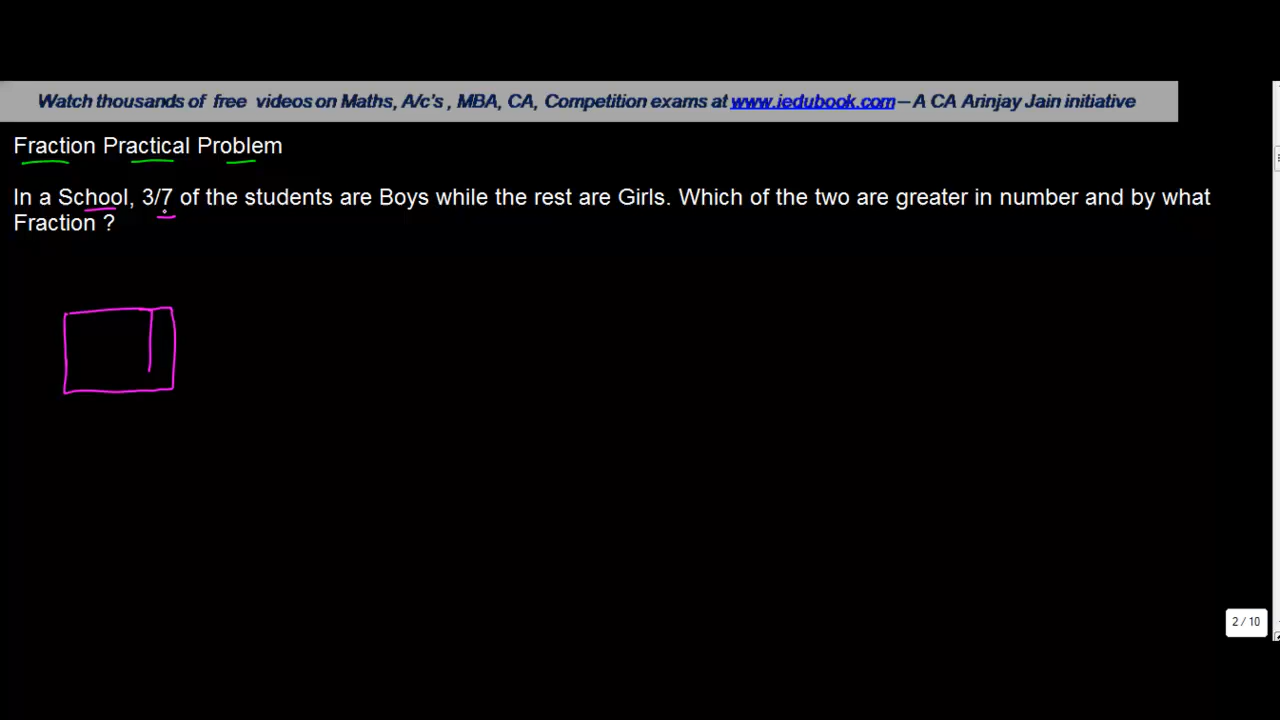 Watch thousands of free videos on Maths, A/c's , MBA, CA, Competition exams at www.iedubook.com – A CA Arinjay Jain initiative
Fraction Practical Problem
In a School, 3/7 of the students are Boys while the rest are Girls. Which of the two are greater in number and by what
Fraction ?
2 / 10